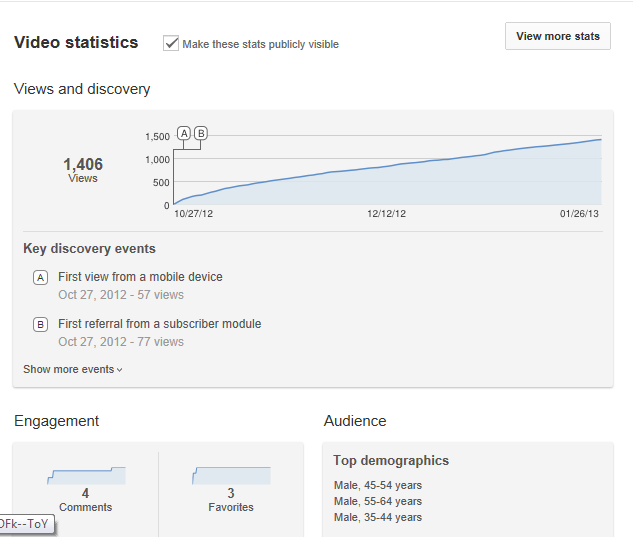 Video statistics
Make these stats publicly visible
View more stats
Views and discovery
1,406
Views
1,500
1,000
500
0
A
B
10/27/12
12/12/12
01/26/13
Key discovery events
A
First view from a mobile device
Oct 27, 2012 - 57 views
B
First referral from a subscriber module
Oct 27, 2012 - 77 views
Show more events
Engagement
4
Comments
3
Favorites
Audience
Top demographics
Male, 45-54 years
Male, 55-64 years
Male, 35-44 years